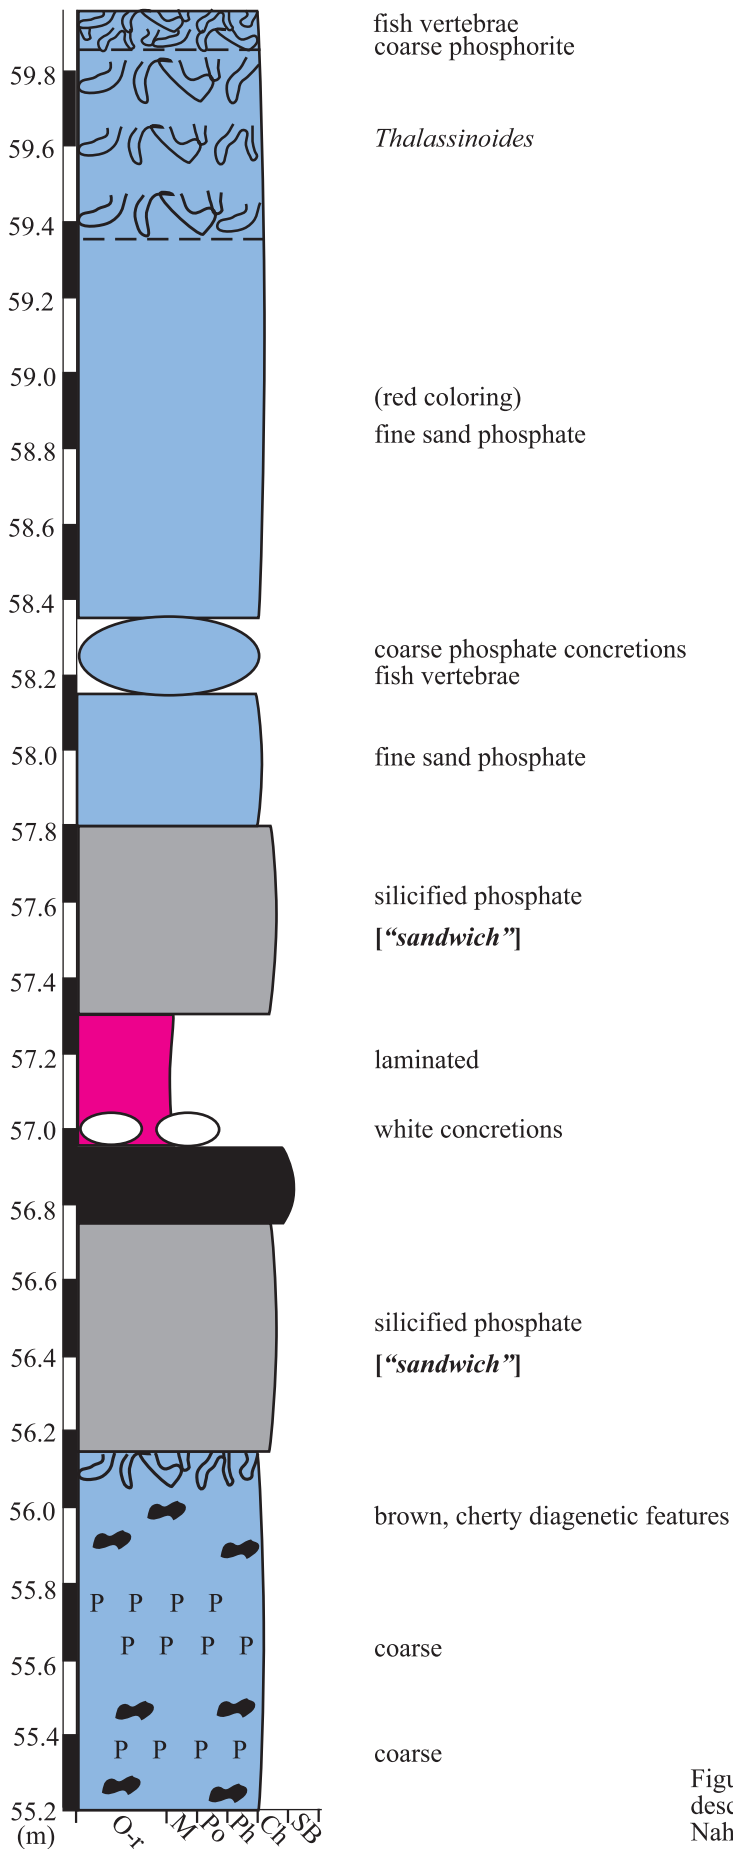 fish vertebrae
coarse phosphorite
59.8
59.6
Thalassinoides
59.4
59.2
59.0
(red coloring)
58.8
fine sand phosphate
58.6
58.4
coarse phosphate concretions
58.2
fish vertebrae
58.0
fine sand phosphate
57.8
57.6
silicified phosphate
[“sandwich”]
57.4
57.2
laminated
57.0
white concretions
56.8
56.6
silicified phosphate
56.4
[“sandwich”]
56.2
56.0
brown, cherty diagenetic features
55.8
P P P P
P P P P
coarse
55.6
55.4
P P P P
coarse
55.2
(m)
O-r M Po Ph Ch SB
Figu
desc
Nah